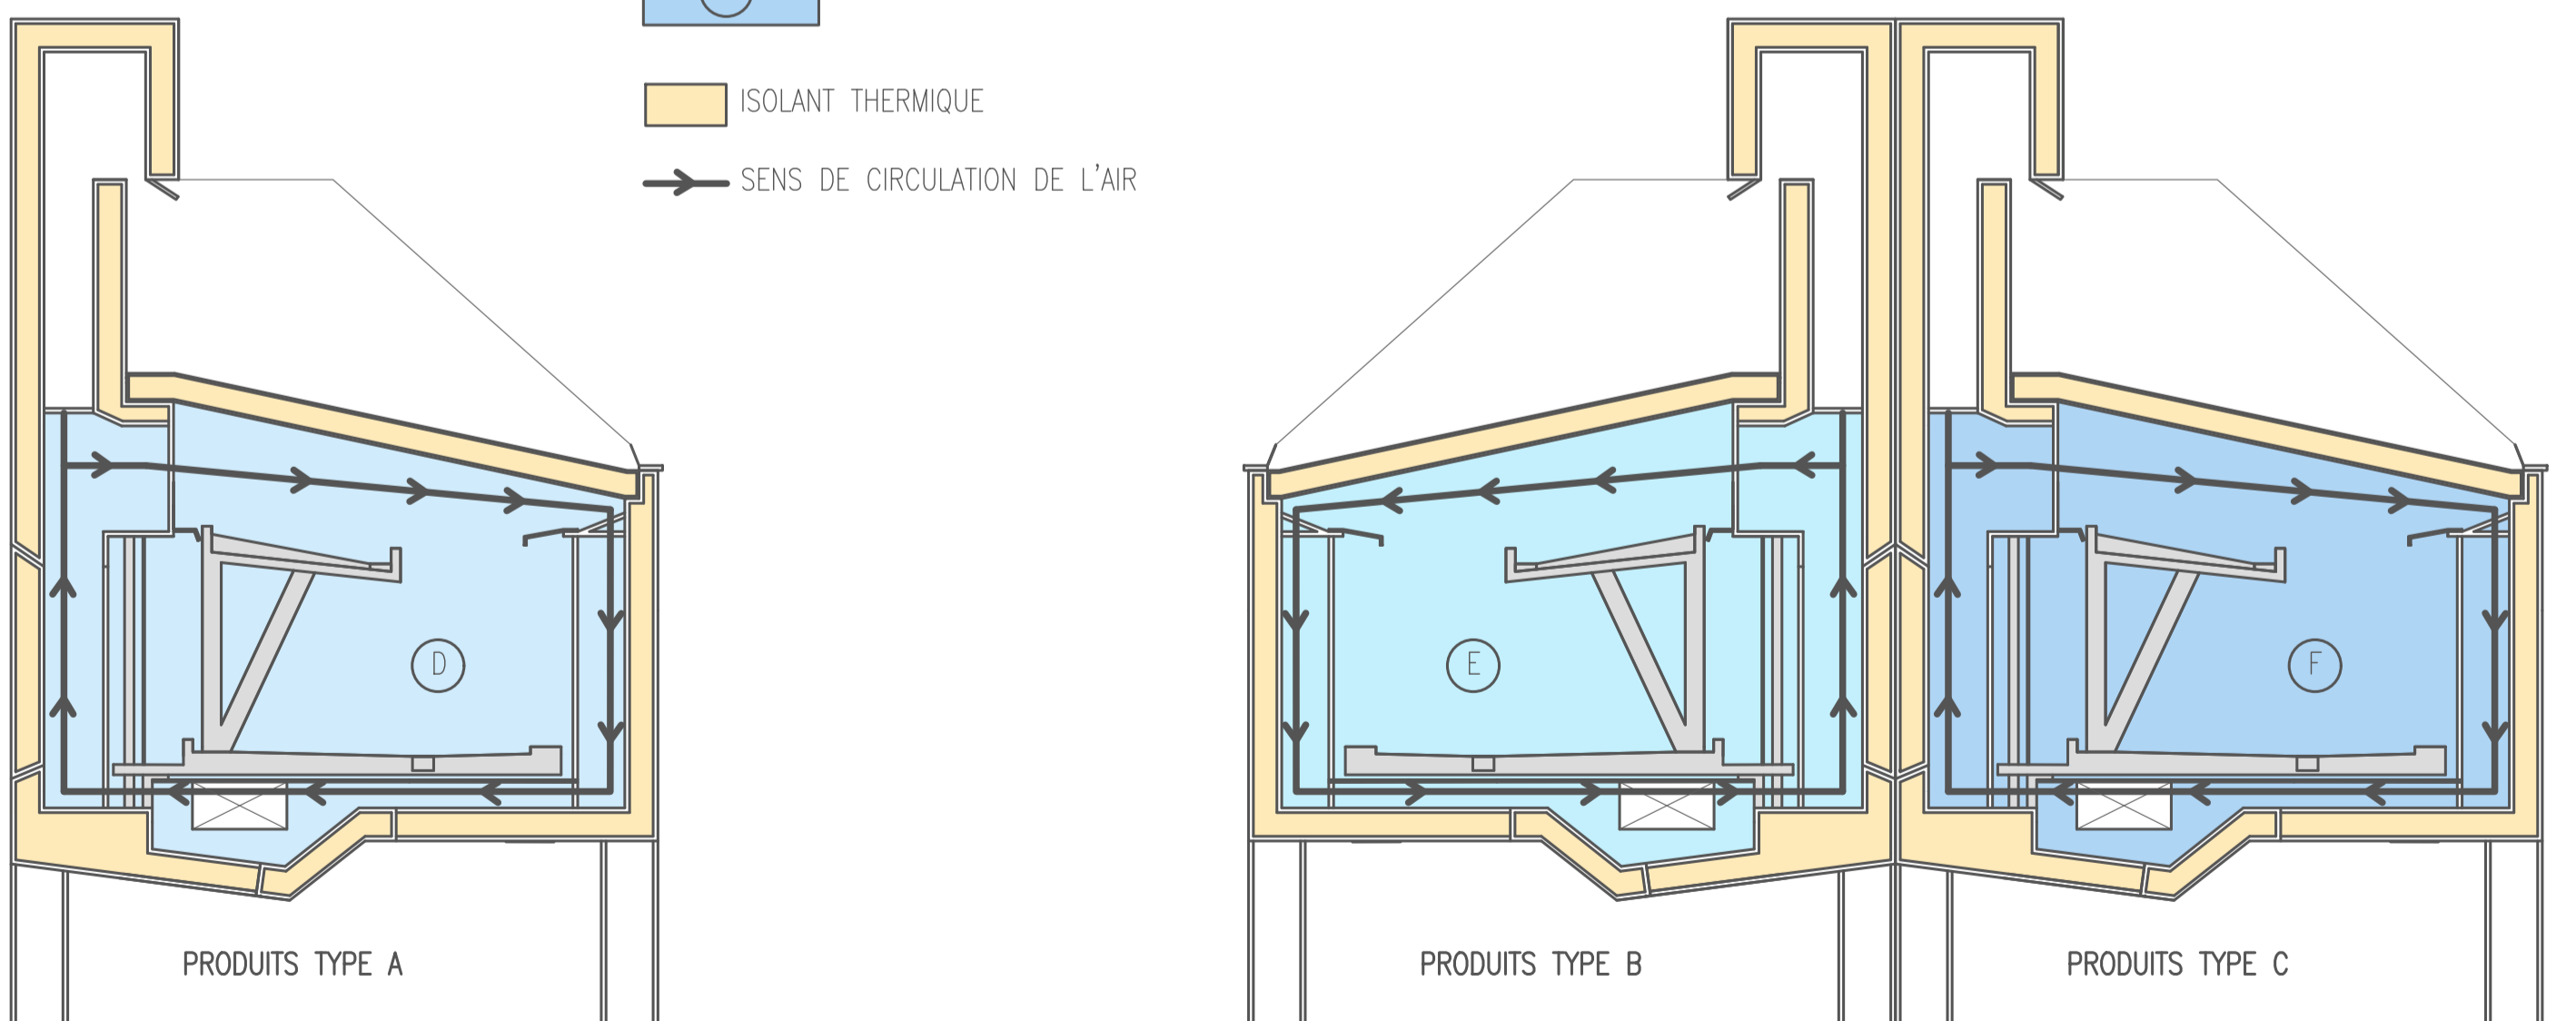 ISOLANT THERMIQUE
SENS DE CIRCULATION DE L'AIR
D
E
F
PRODUITS TYPE A
PRODUITS TYPE B
PRODUITS TYPE C